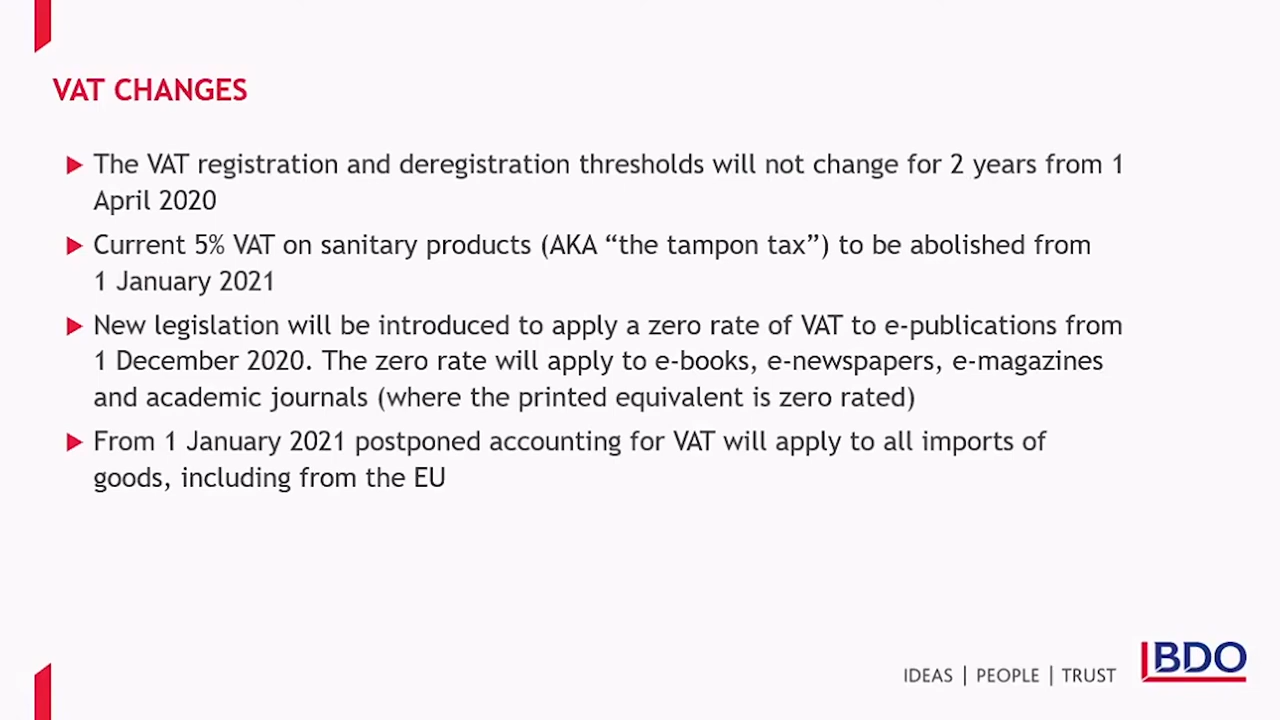 VAT CHANGES
The VAT registration and deregistration thresholds will not change for 2 years from 1
April 2020
Current 5% VAT on sanitary products (AKA “the tampon tax”) to be abolished from
1 January 2021
New legislation will be introduced to apply a zero rate of VAT to e-publications from
1 December 2020. The zero rate will apply to e-books, e-newspapers, e-magazines
and academic journals (where the printed equivalent is zero rated)
From 1 January 2021 postponed accounting for VAT will apply to all imports of
goods, including from the EU
IDEAS | PEOPLE | TRUST
BDO